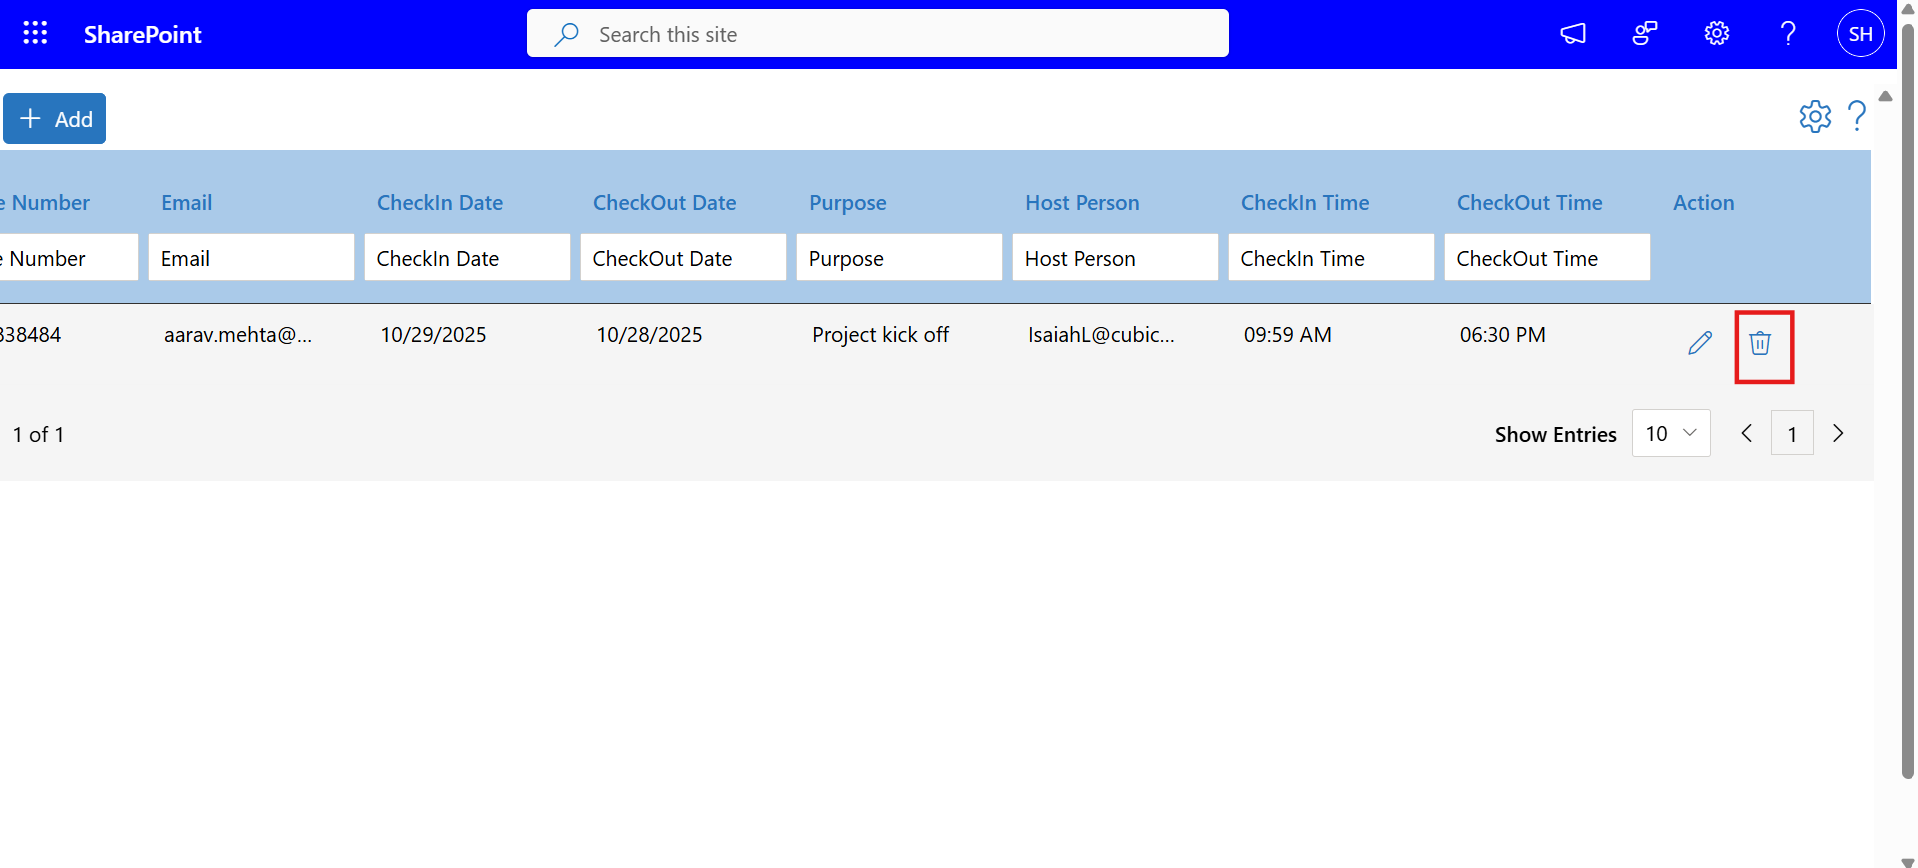 SharePoint Search this site SH
Add
e Number Email CheckIn Date CheckOut Date Purpose Host Person CheckIn Time CheckOut Time Action
e Number Email CheckIn Date CheckOut Date Purpose Host Person CheckIn Time CheckOut Time
338484 aarav.mehta@... 10/29/2025 10/28/2025 Project kick off IsaiahL@cubic... 09:59 AM 06:30 PM
1 of 1 Show Entries 10 1